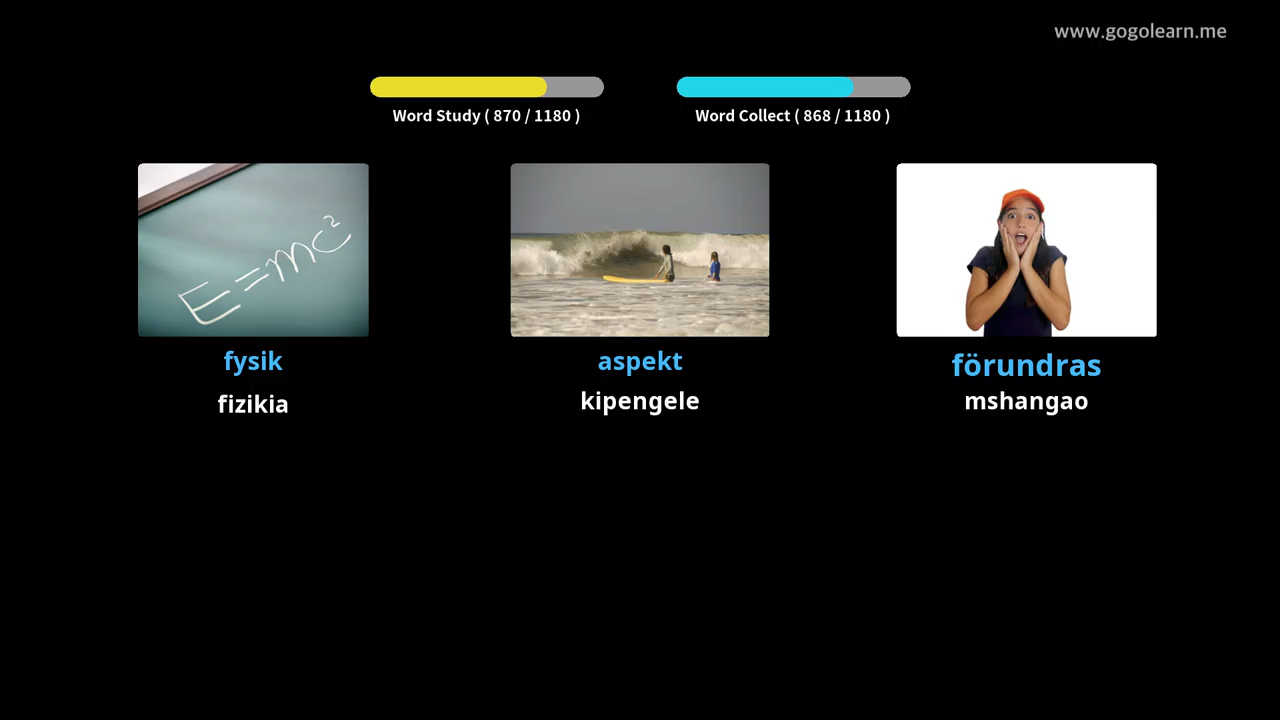 www.gogolearn.me
Word Study ( 870 / 1180 )
Word Collect ( 868 / 1180 )
E=mc²
fysik
aspekt
förundras
fizikia
kipengele
mshangao